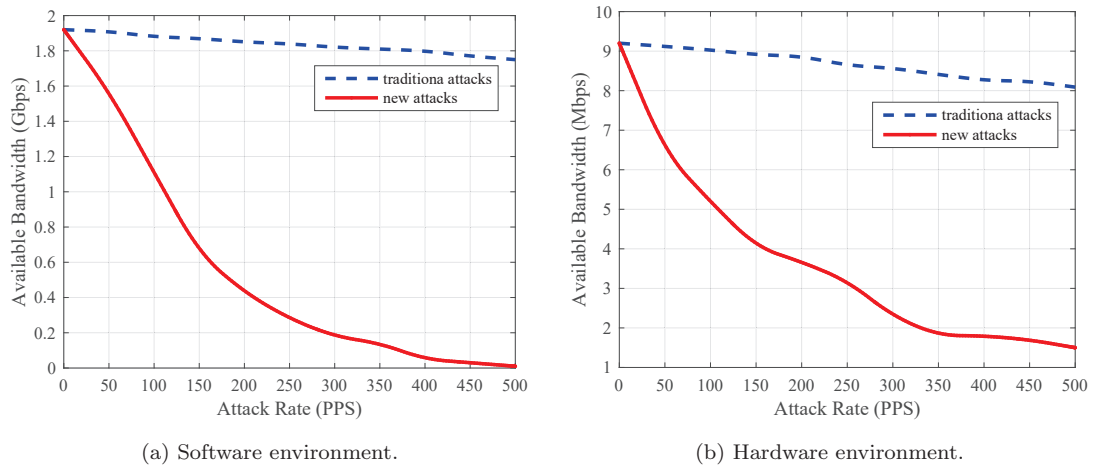 2
1.8
1.6
1.4
1.2
1
0.8
0.6
0.4
0.2
0
Available Bandwidth (Gbps)
traditiona attacks
new attacks
0 50 100 150 200 250 300 350 400 450 500
Attack Rate (PPS)
(a) Software environment.
10
9
8
7
6
5
4
3
2
1
Available Bandwidth (Mbps)
traditiona attacks
new attacks
0 50 100 150 200 250 300 350 400 450 500
Attack Rate (PPS)
(b) Hardware environment.